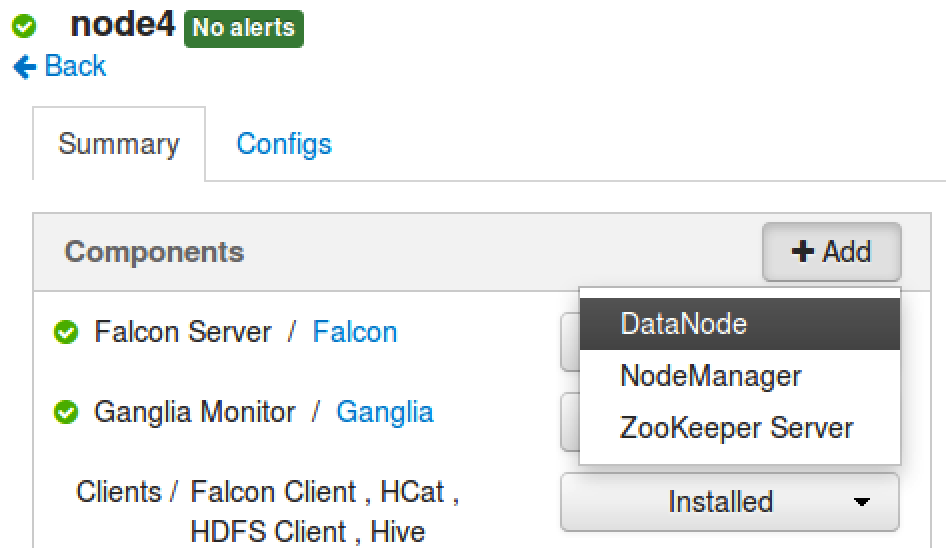 node4 No alerts
Back
Summary Configs
Components + Add
Falcon Server / Falcon
DataNode
NodeManager
Ganglia Monitor / Ganglia
ZooKeeper Server
Clients / Falcon Client , HCat ,
HDFS Client , Hive
Installed